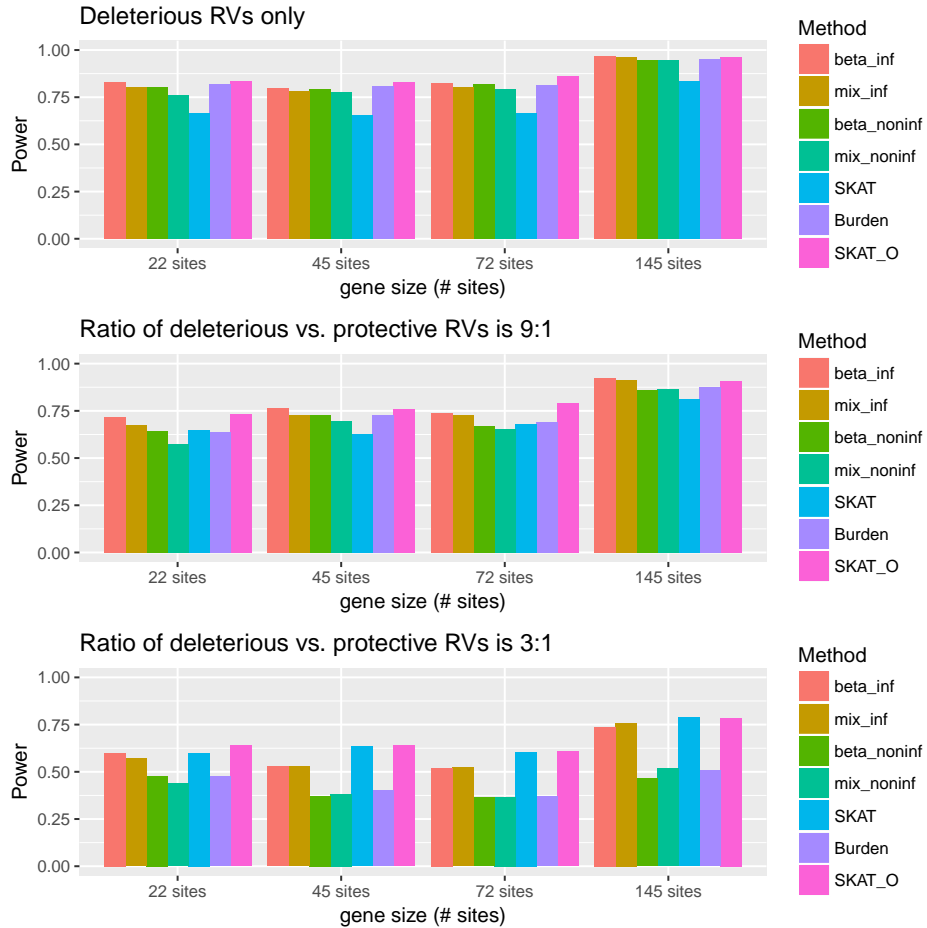 Deleterious RVs only
Power
1.00
0.75
0.50
0.25
0.00
22 sites 45 sites 72 sites 145 sites
gene size (# sites)
Method
beta_inf
mix_inf
beta_noninf
mix_noninf
SKAT
Burden
SKAT_O
Ratio of deleterious vs. protective RVs is 9:1
Power
1.00
0.75
0.50
0.25
0.00
22 sites 45 sites 72 sites 145 sites
gene size (# sites)
Method
beta_inf
mix_inf
beta_noninf
mix_noninf
SKAT
Burden
SKAT_O
Ratio of deleterious vs. protective RVs is 3:1
Power
1.00
0.75
0.50
0.25
0.00
22 sites 45 sites 72 sites 145 sites
gene size (# sites)
Method
beta_inf
mix_inf
beta_noninf
mix_noninf
SKAT
Burden
SKAT_O